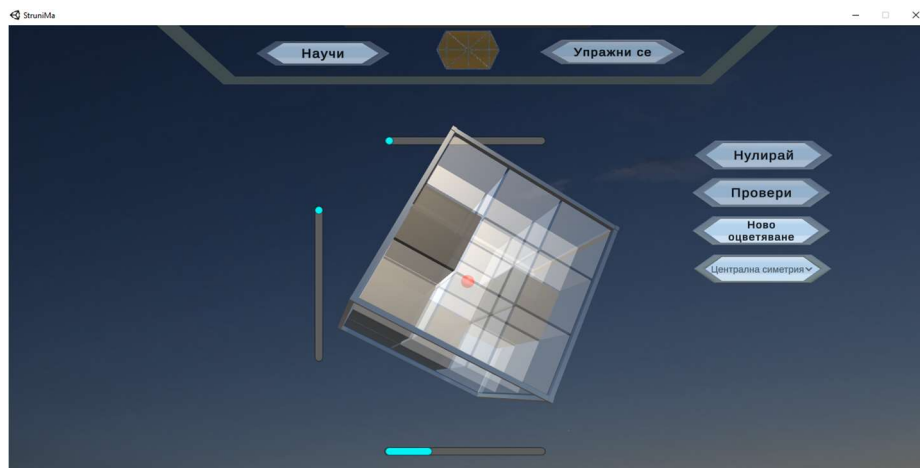 StruniMa
Научи
Упражни се
Нулирай
Провери
Ново
оцветяване
Централна симетрия